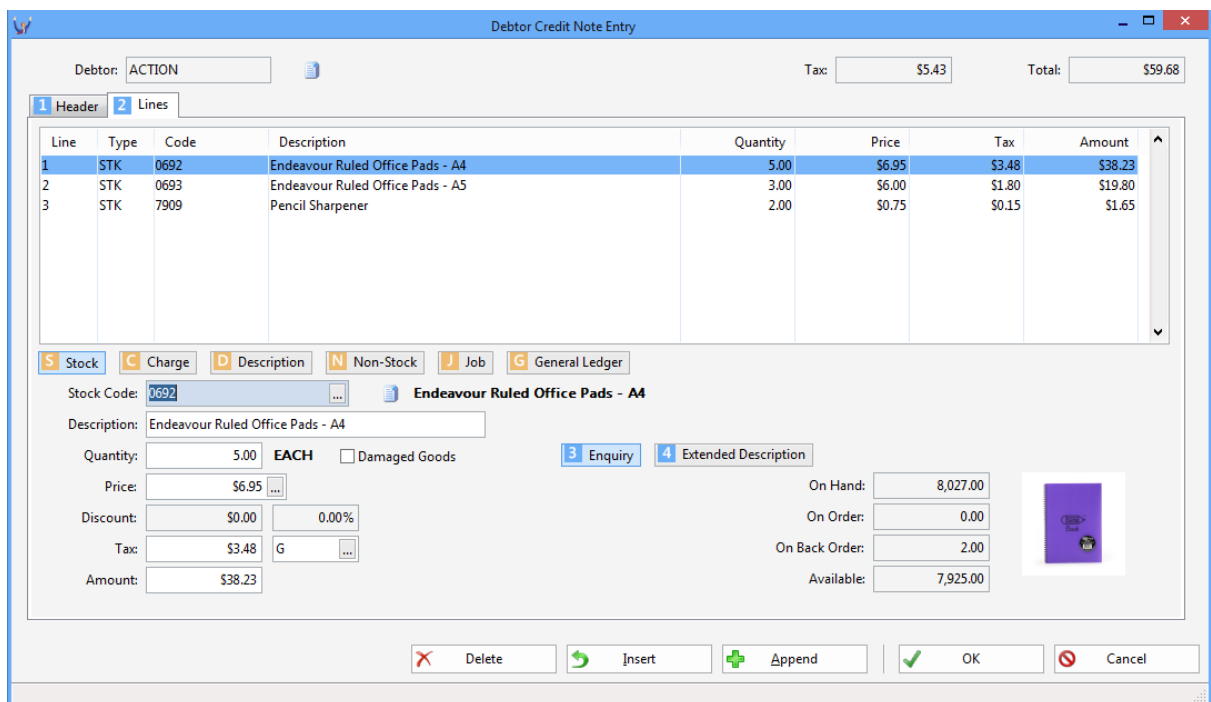 Debtor Credit Note Entry
Debtor: ACTION Tax: $5.43 Total: $59.68
1 Header 2 Lines
Line Type Code Description Quantity Price Tax Amount
1 STK 0692 Endeavour Ruled Office Pads - A4 5.00 $6.95 $3.48 $38.23
2 STK 0693 Endeavour Ruled Office Pads - A5 3.00 $6.00 $1.80 $19.80
3 STK 7909 Pencil Sharpener 2.00 $0.75 $0.15 $1.65
S Stock C Charge D Description N Non-Stock J Job G General Ledger
Stock Code: 0692 ... Endeavour Ruled Office Pads - A4
Description: Endeavour Ruled Office Pads - A4
Quantity: 5.00 EACH Damaged Goods 3 Enquiry 4 Extended Description
Price: $6.95 ... On Hand: 8,027.00
Discount: $0.00 0.00% On Order: 0.00
Tax: $3.48 G ... On Back Order: 2.00
Amount: $38.23 Available: 7,925.00
Delete Insert Append OK Cancel